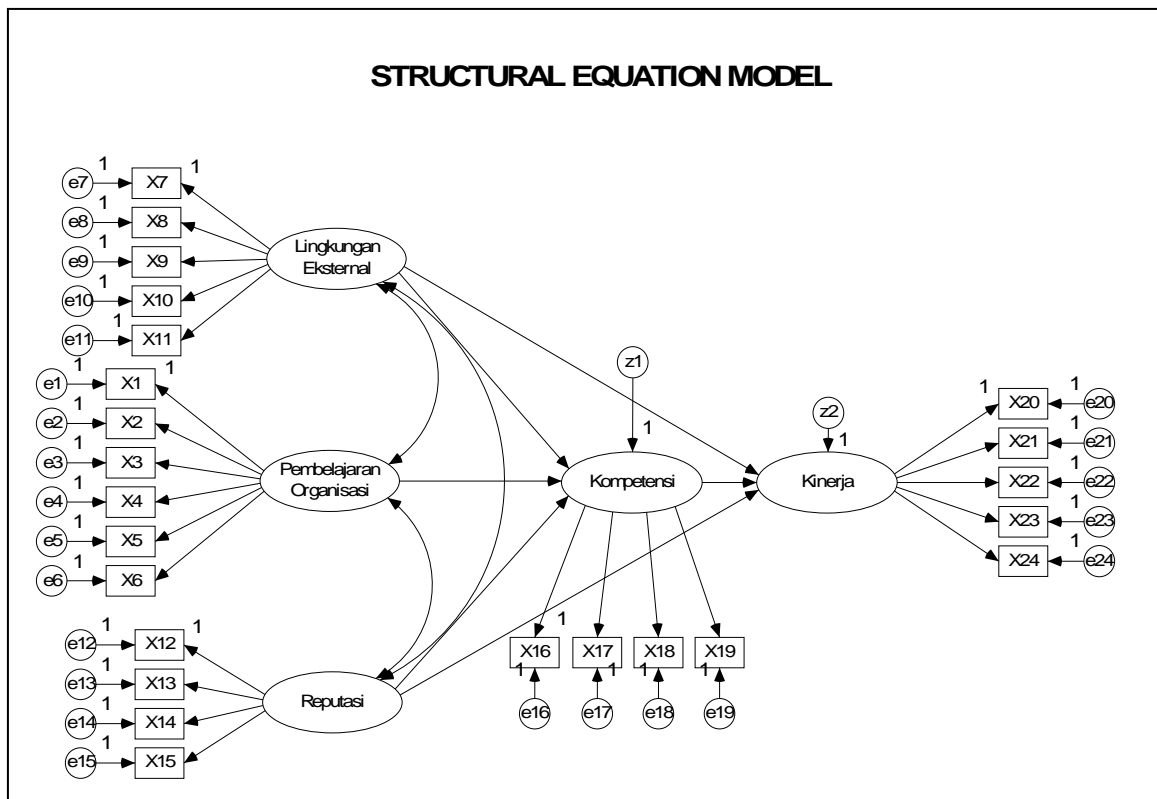 STRUCTURAL EQUATION MODEL
1 1
e7 X7
1
e8 X8
1
e9 X9
1
e10 X10
1
e11 X11
Lingkungan
Eksternal
1 1
e1 X1
1
e2 X2
1
e3 X3
1
e4 X4
1
e5 X5
1
e6 X6
Pembelajaran
Organisasi
1 1
e12 X12
1
e13 X13
1
e14 X14
1
e15 X15
Reputasi
z1
1
Kompetensi
1
X16 X17 X18 X19
1 1 1 1
e16 e17 e18 e19
z2
1
Kinerja
1 1
X20 e20
1
X21 e21
1
X22 e22
1
X23 e23
1
X24 e24